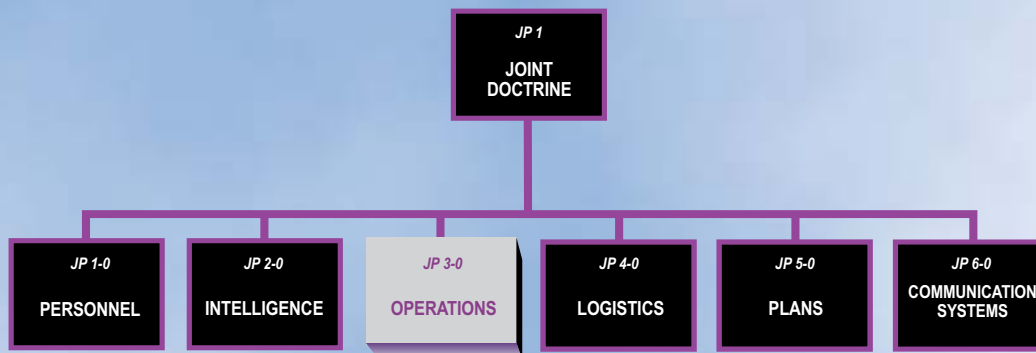 JP 1
JOINT
DOCTRINE
JP 1-0
PERSONNEL
JP 2-0
INTELLIGENCE
JP 3-0
OPERATIONS
JP 4-0
LOGISTICS
JP 5-0
PLANS
JP 6-0
COMMUNICATION
SYSTEMS